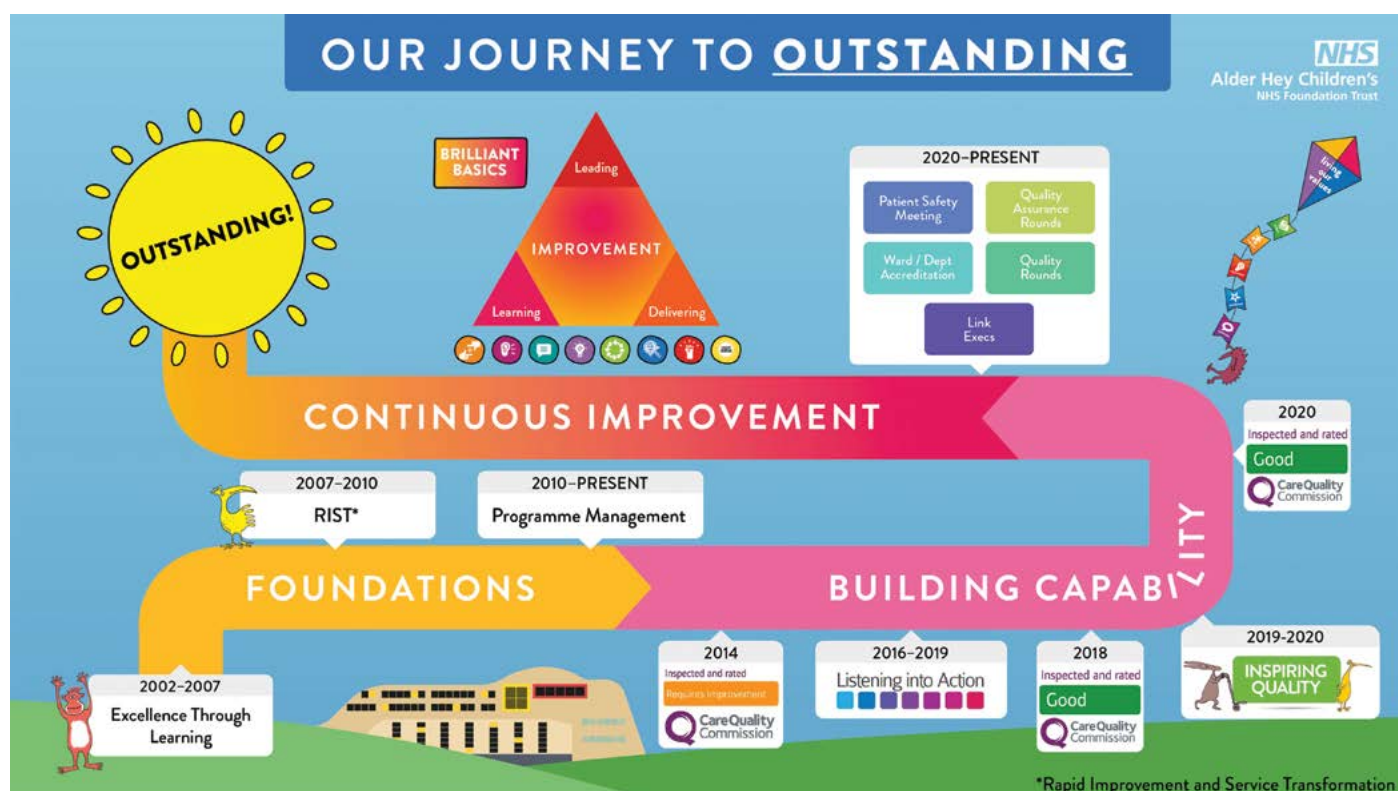 OUR JOURNEY TO OUTSTANDING
NHS
Alder Hey Children's
NHS Foundation Trust
OUTSTANDING!
BRILLIANT
BASICS
Leading
IMPROVEMENT
Learning
Delivering
2020–PRESENT
Patient Safety
Meeting
Quality
Assurance
Rounds
Ward / Dept
Accreditation
Quality
Rounds
Link
Execs
living
our
values
CONTINUOUS IMPROVEMENT
2020
Inspected and rated
Good
CareQuality
Commission
2007–2010
RIST*
2010–PRESENT
Programme Management
FOUNDATIONS
BUILDING CAPABILITY
2002–2007
Excellence Through
Learning
2014
Inspected and rated
Requires Improvement
CareQuality
Commission
2016–2019
Listening into Action
2018
Inspected and rated
Good
CareQuality
Commission
2019-2020
INSPIRING
QUALITY
*Rapid Improvement and Service Transformation